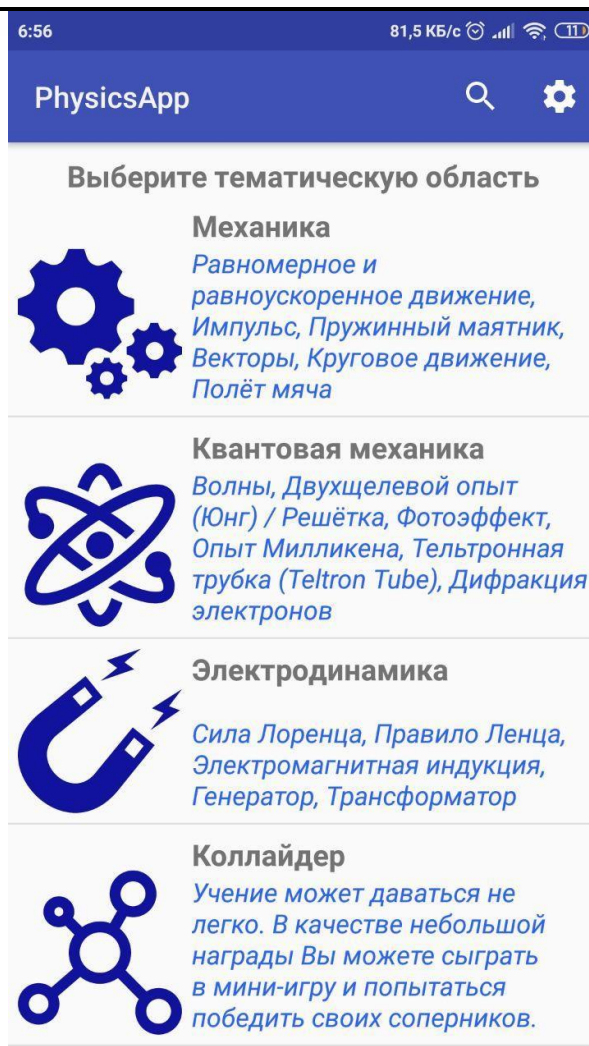 6:56 81,5 КБ/с 11
PhysicsApp
Выберите тематическую область
Механика
Равномерное и
равноускоренное движение,
Импульс, Пружинный маятник,
Векторы, Круговое движение,
Полёт мяча
Квантовая механика
Волны, Двухщелевой опыт
(Юнг) / Решётка, Фотоэффект,
Опыт Милликена, Тельтронная
трубка (Teltron Tube), Дифракция
электронов
Электродинамика
Сила Лоренца, Правило Ленца,
Электромагнитная индукция,
Генератор, Трансформатор
Коллайдер
Учение может даваться не
легко. В качестве небольшой
награды Вы можете сыграть
в мини-игру и попытаться
победить своих соперников.